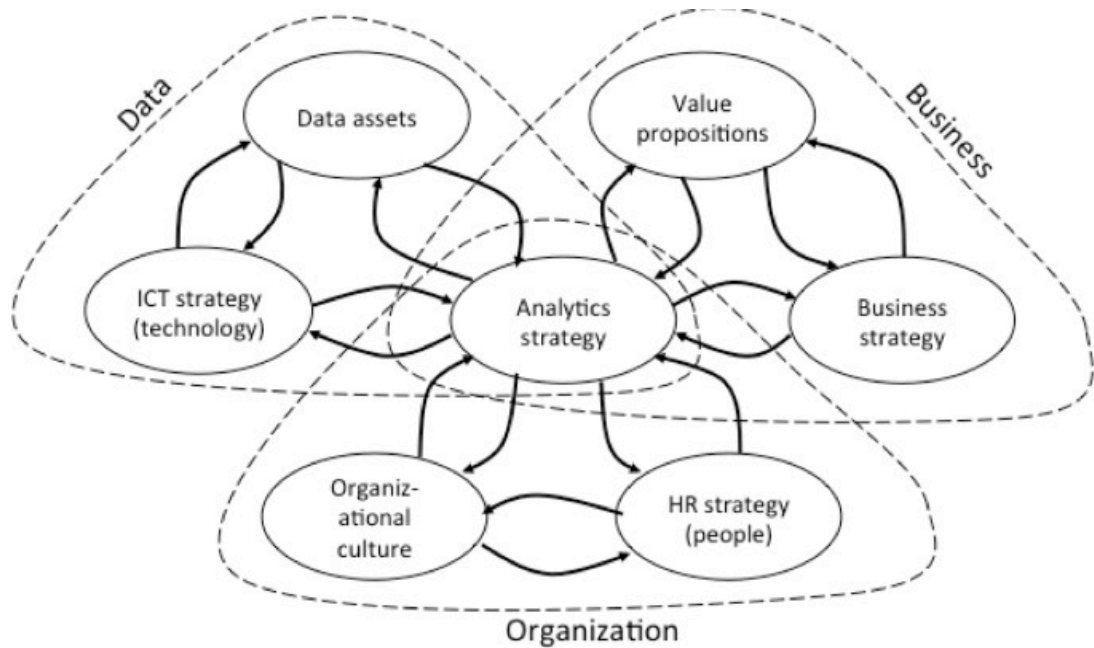 Data
Data assets
Value
propositions
Business
ICT strategy
(technology)
Analytics
strategy
Business
strategy
Organiz-
ational
culture
HR strategy
(people)
Organization